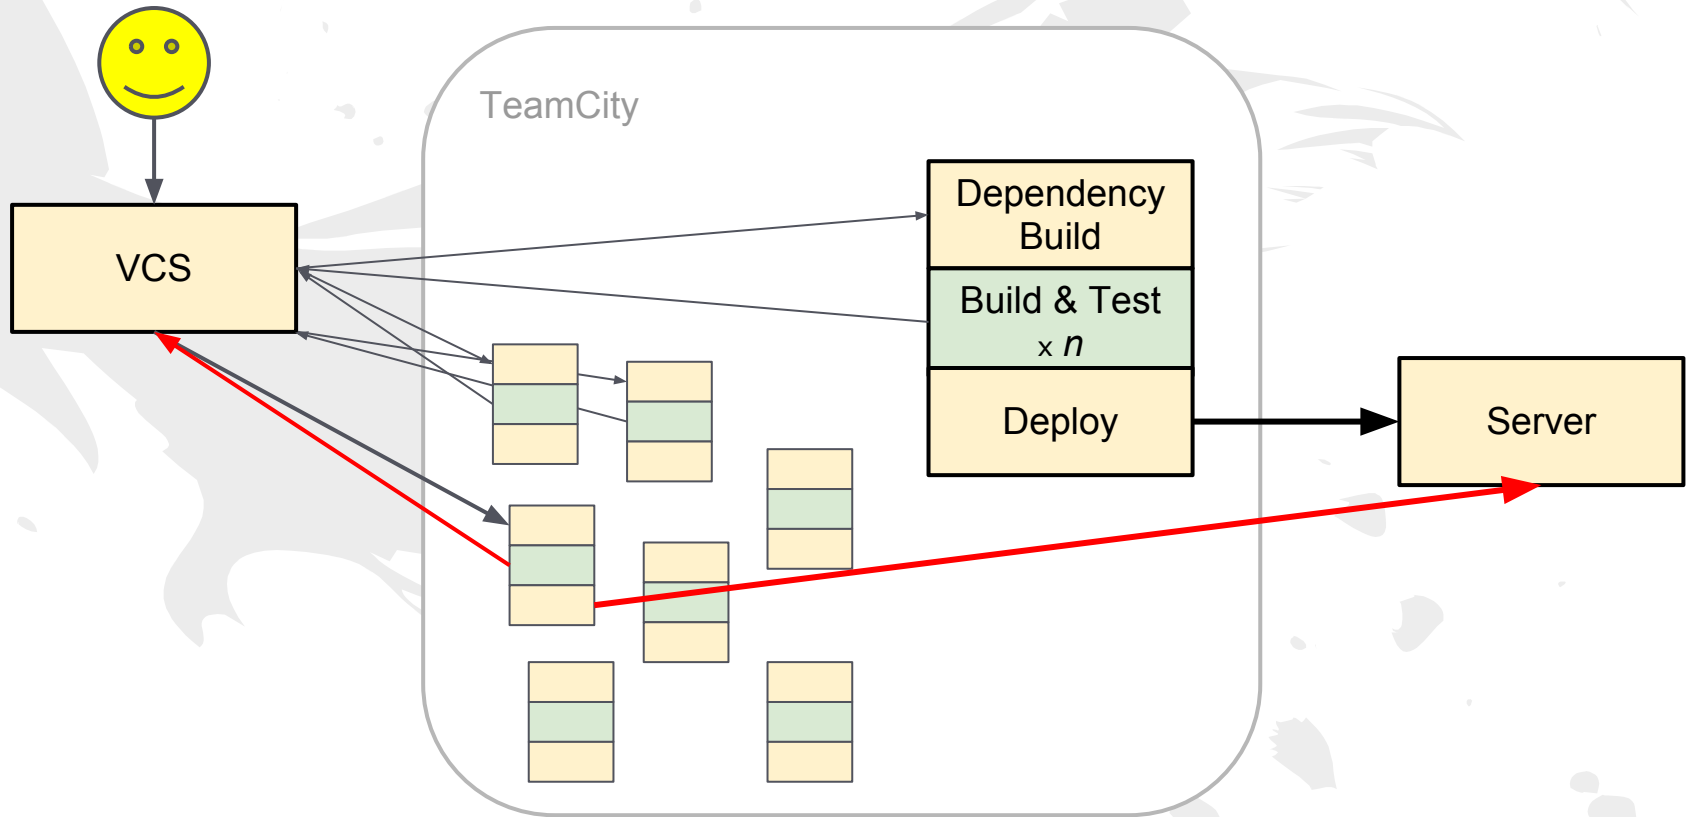 TeamCity
VCS
Dependency
Build
Build & Test
x n
Deploy
Server